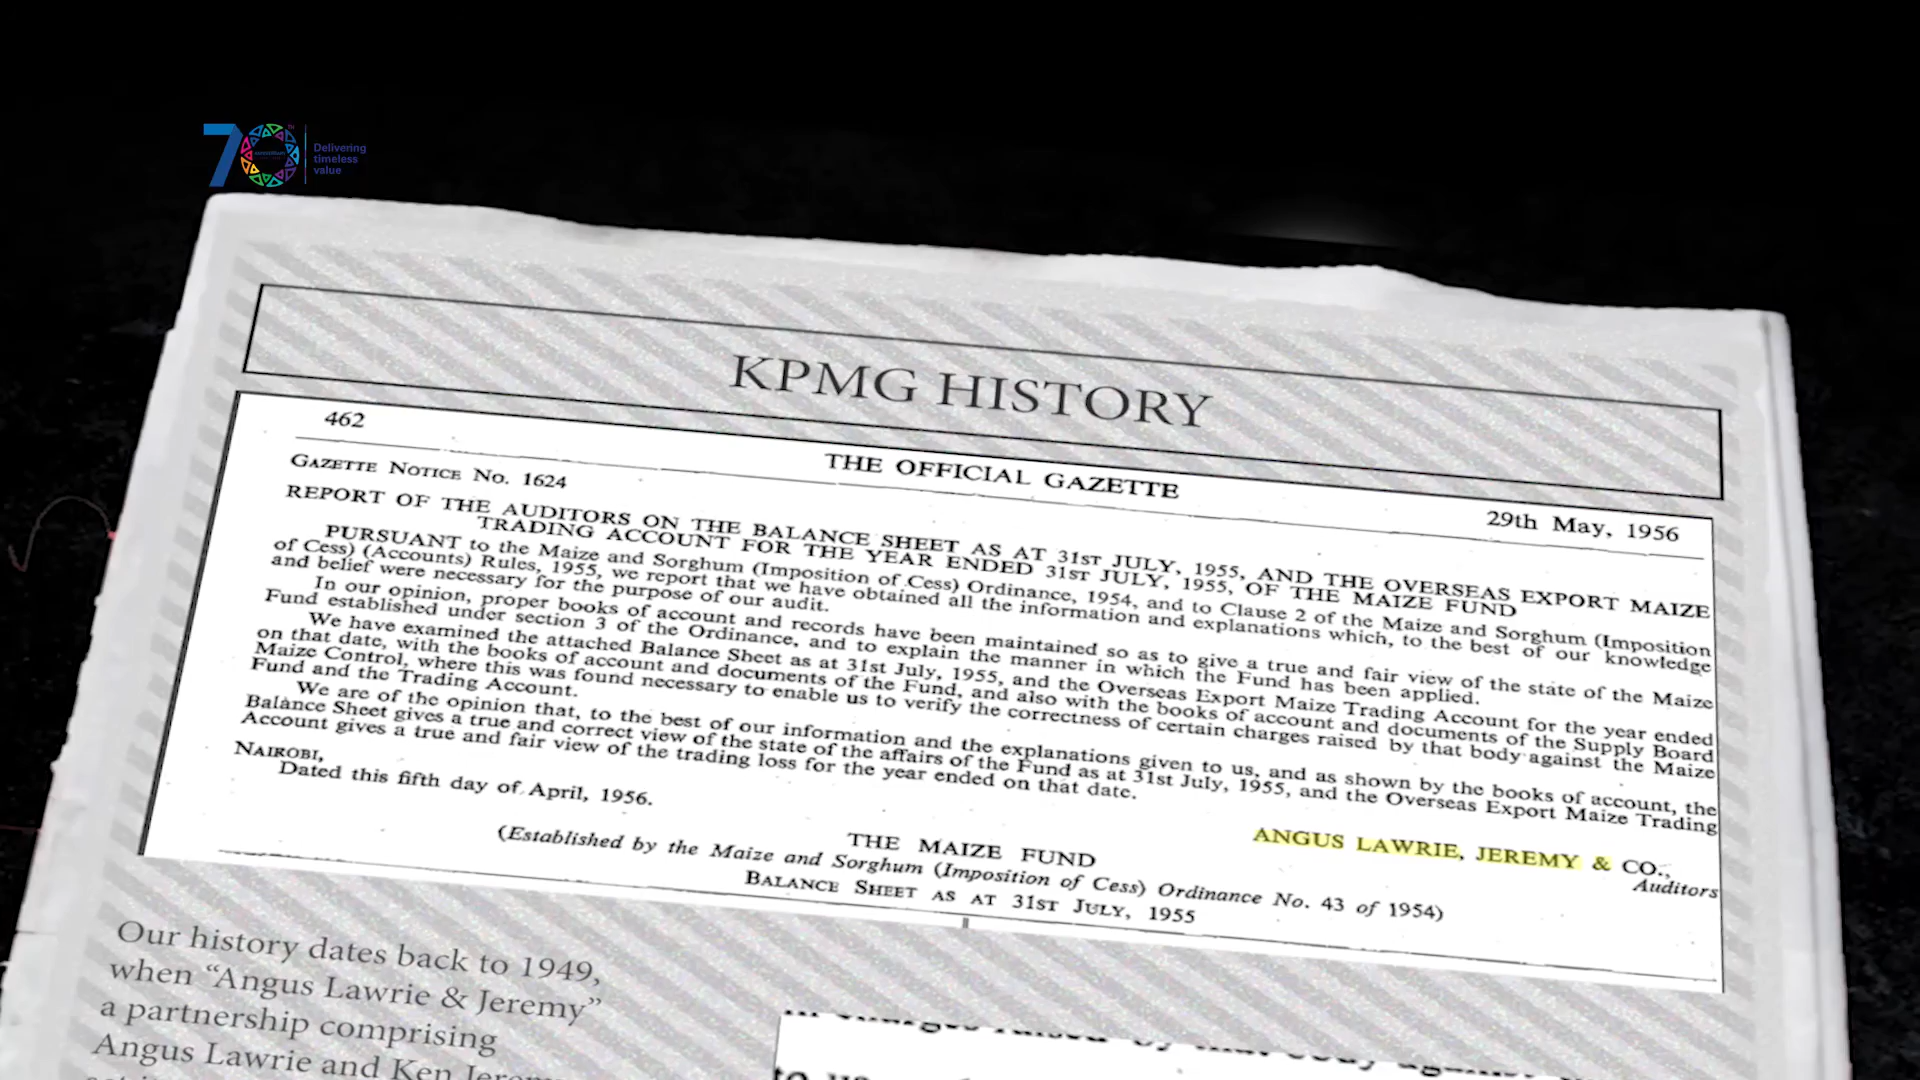 70
TH
Delivering
timeless
value
KPMG HISTORY
462
THE OFFICIAL GAZETTE
29th May, 1956
GAZETTE NOTICE NO. 1624
REPORT OF THE AUDITORS ON THE BALANCE SHEET AS AT 31ST JULY, 1955, AND THE OVERSEAS EXPORT MAIZE
TRADING ACCOUNT FOR THE YEAR ENDED 31ST JULY, 1955, OF THE MAIZE FUND
PURSUANT to the Maize and Sorghum (Imposition of Cess) Ordinance, 1954, and to Clause 2 of the Maize and Sorghum (Imposition
of Cess) (Accounts) Rules, 1955, we report that we have obtained all the information and explanations which, to the best of our knowledge
and belief were necessary for the purpose of our audit.
In our opinion, proper books of account and records have been maintained so as to give a true and fair view of the state of the Maize
Fund established under section 3 of the Ordinance, and to explain the manner in which the Fund has been applied.
We have examined the attached Balance Sheet as at 31st July, 1955, and the Overseas Export Maize Trading Account for the year ended
on that date, with the books of account and documents of the Fund, and also with the books of account and documents of the Supply Board
Maize Control, where this was found necessary to enable us to verify the correctness of certain charges raised by that body against the Maize
Fund and the Trading Account.
We are of the opinion that, to the best of our information and the explanations given to us, and as shown by the books of account, the
Balance Sheet gives a true and correct view of the state of the affairs of the Fund as at 31st July, 1955, and the Overseas Export Maize Trading
Account gives a true and fair view of the trading loss for the year ended on that date.
NAIROBI,
Dated this fifth day of April, 1956.
ANGUS LAWRIE, JEREMY & CO.,
Auditors
THE MAIZE FUND
(Established by the Maize and Sorghum (Imposition of Cess) Ordinance No. 43 of 1954)
BALANCE SHEET AS AT 31ST JULY, 1955
Our history dates back to 1949,
when “Angus Lawrie & Jeremy”
a partnership comprising
Angus Lawrie and Ken
in charges raised by that body against
to us